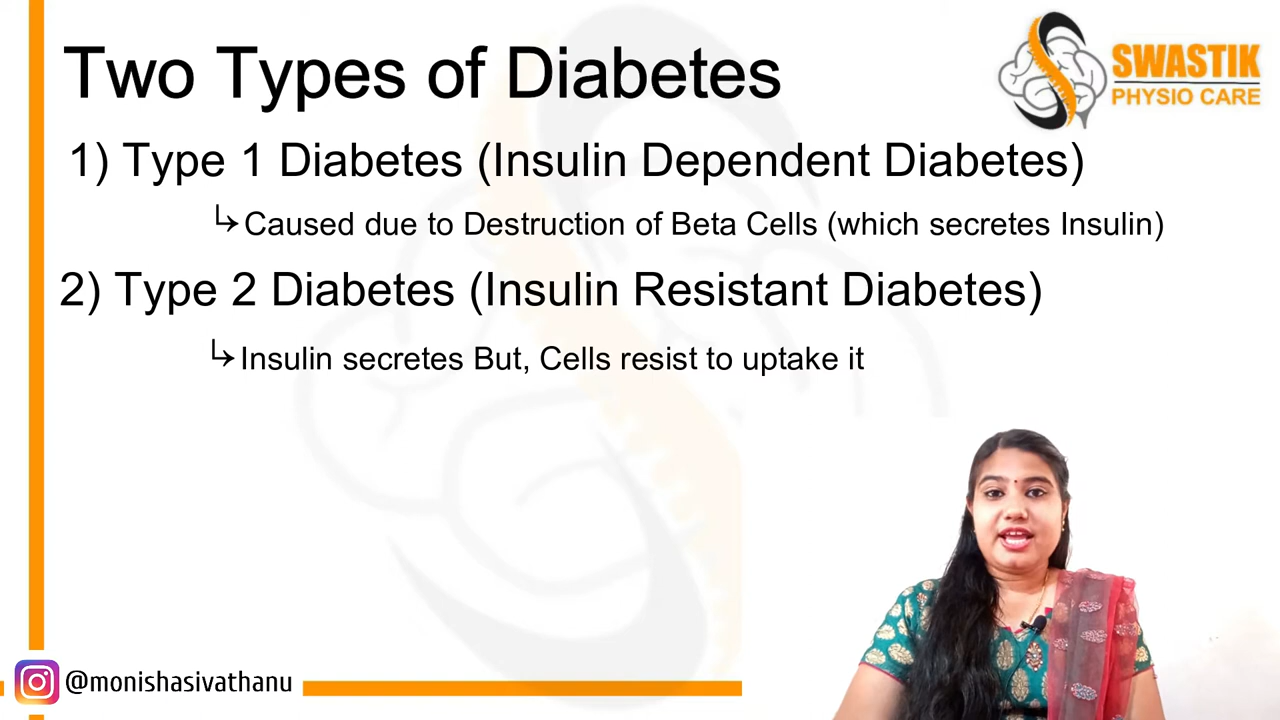 Two Types of Diabetes
SWASTIK
PHYSIO CARE
1) Type 1 Diabetes (Insulin Dependent Diabetes)
↳Caused due to Destruction of Beta Cells (which secretes Insulin)
2) Type 2 Diabetes (Insulin Resistant Diabetes)
↳Insulin secretes But, Cells resist to uptake it
@monishasivathanu